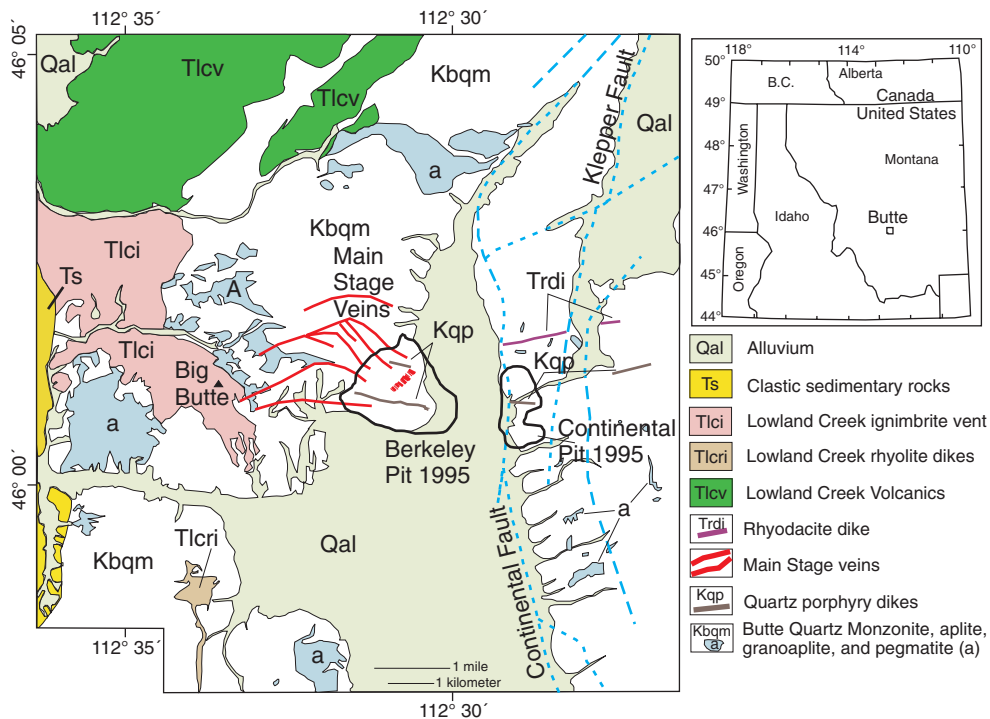 112° 35'
112° 30'
46° 05'
Qal
Tlcv
Tlcv
Kbqm
Klepper Fault
Qal
a
Kbqm
Main
Stage
Veins
Tlci
Ts
A
Trdi
Kqp
Tlci
Big
Butte
Kqp
a
Berkeley
Pit 1995
Continental
Pit 1995
46° 00'
Qal
a
Kbqm
Tlcri
Continental Fault
a
1 mile
1 kilometer
112° 35'
112° 30'
118°
114°
110°
50°
49°
48°
47°
46°
45°
44°
B.C.
Alberta
Canada
United States
Washington
Montana
Idaho
Butte
Oregon
Qal Alluvium
Ts Clastic sedimentary rocks
Tlci Lowland Creek ignimbrite vent
Tlcri Lowland Creek rhyolite dikes
Tlcv Lowland Creek Volcanics
Trdi Rhyodacite dike
Main Stage veins
Kqp Quartz porphyry dikes
Kbqm a Butte Quartz Monzonite, aplite,
granoaplite, and pegmatite (a)